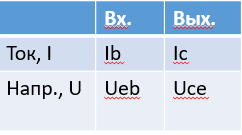 Вх. Вых.
Ток, I Ib Ic
Напр., U Ueb Uce